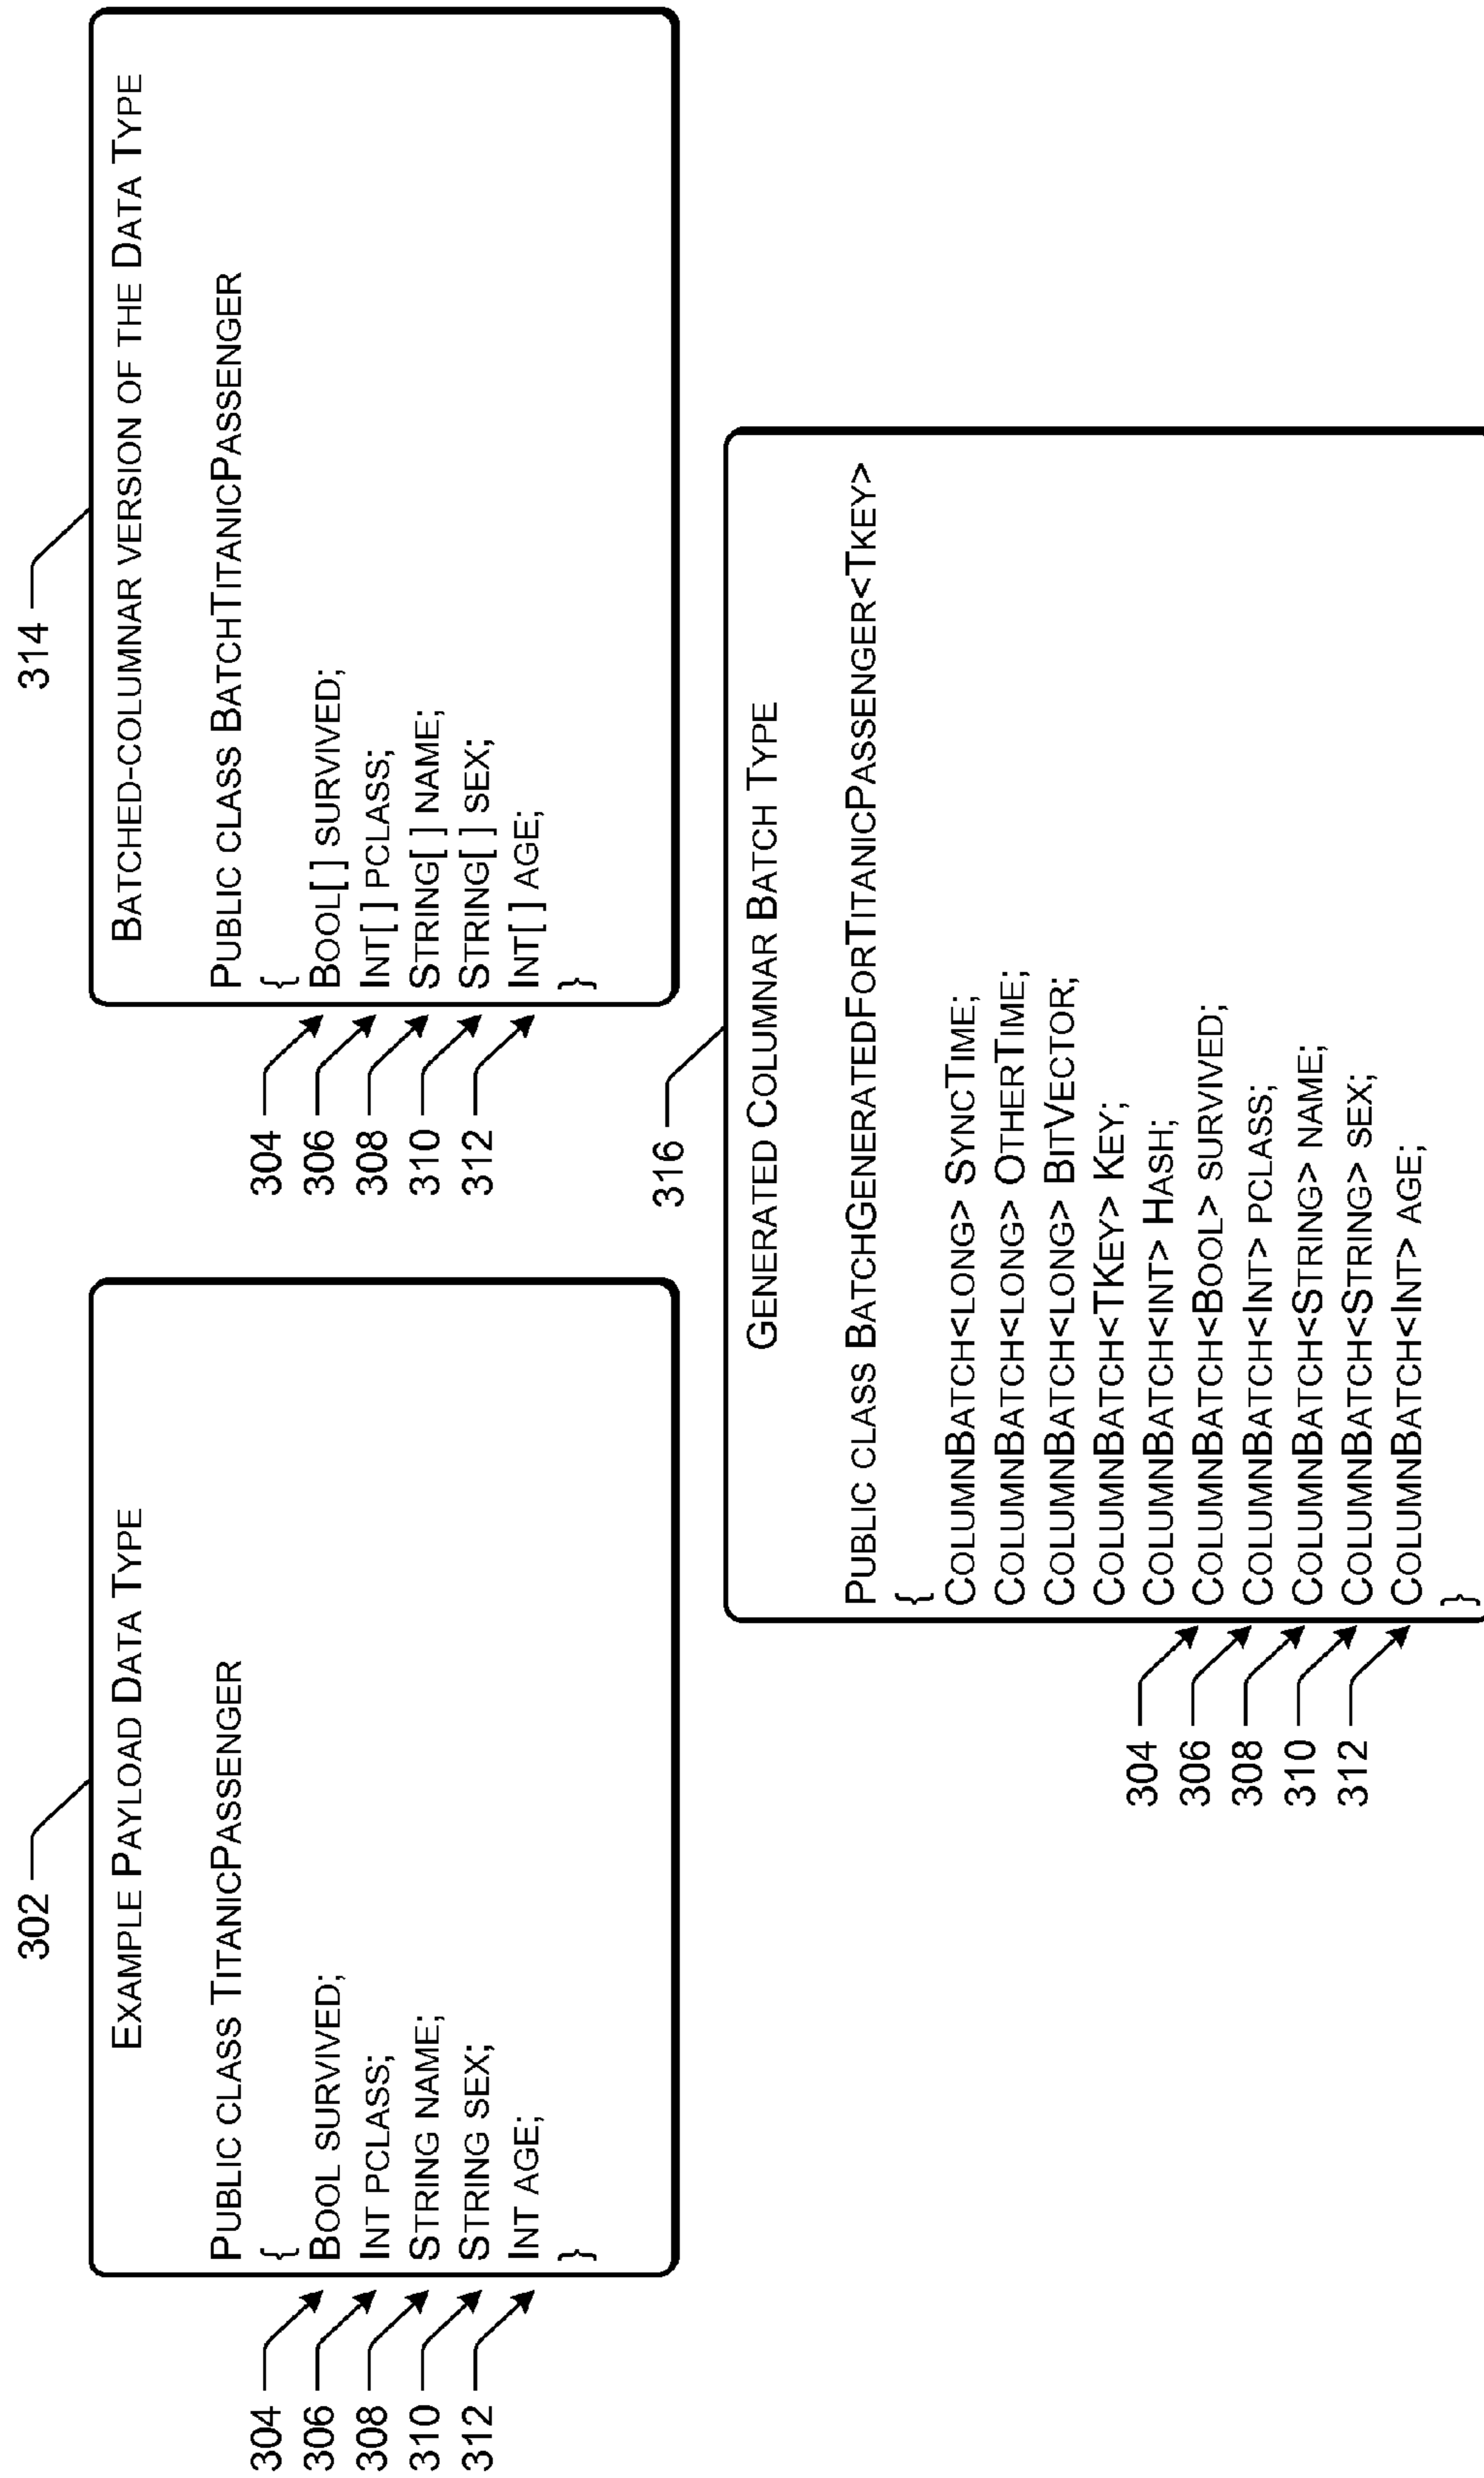 302
EXAMPLE PAYLOAD DATA TYPE
PUBLIC CLASS TITANICPASSENGER
{
304 BOOL SURVIVED;
306 INT PCLASS;
308 STRING NAME;
310 STRING SEX;
312 INT AGE;
}
314
BATCHED-COLUMNAR VERSION OF THE DATA TYPE
PUBLIC CLASS BATCHTITANICPASSENGER
{
304 BOOL[ ] SURVIVED;
306 INT[ ] PCLASS;
308 STRING[ ] NAME;
310 STRING[ ] SEX;
312 INT[ ] AGE;
}
316
GENERATED COLUMNAR BATCH TYPE
PUBLIC CLASS BATCHGENERATEDFORTITANICPASSENGER<TKEY>
{
COLUMNBATCH<LONG> SYNCTIME;
COLUMNBATCH<LONG> OTHERTIME;
COLUMNBATCH<LONG> BITVECTOR;
COLUMNBATCH<TKEY> KEY;
COLUMNBATCH<INT> HASH;
304 COLUMNBATCH<BOOL> SURVIVED;
306 COLUMNBATCH<INT> PCLASS;
308 COLUMNBATCH<STRING> NAME;
310 COLUMNBATCH<STRING> SEX;
312 COLUMNBATCH<INT> AGE;
}